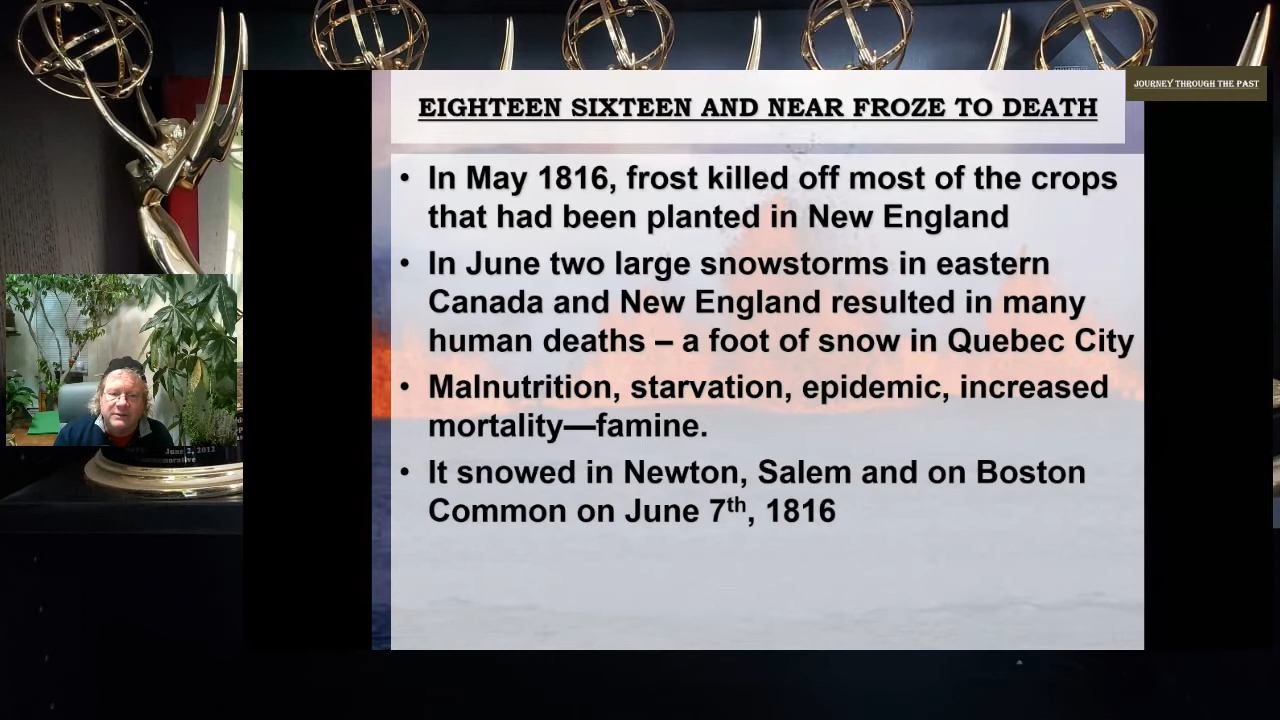 JOURNEY THROUGH THE PAST
EIGHTEEN SIXTEEN AND NEAR FROZE TO DEATH
• In May 1816, frost killed off most of the crops
that had been planted in New England
• In June two large snowstorms in eastern
Canada and New England resulted in many
human deaths – a foot of snow in Quebec City
• Malnutrition, starvation, epidemic, increased
mortality—famine.
• It snowed in Newton, Salem and on Boston
Common on June 7th, 1816
June 2, 2012